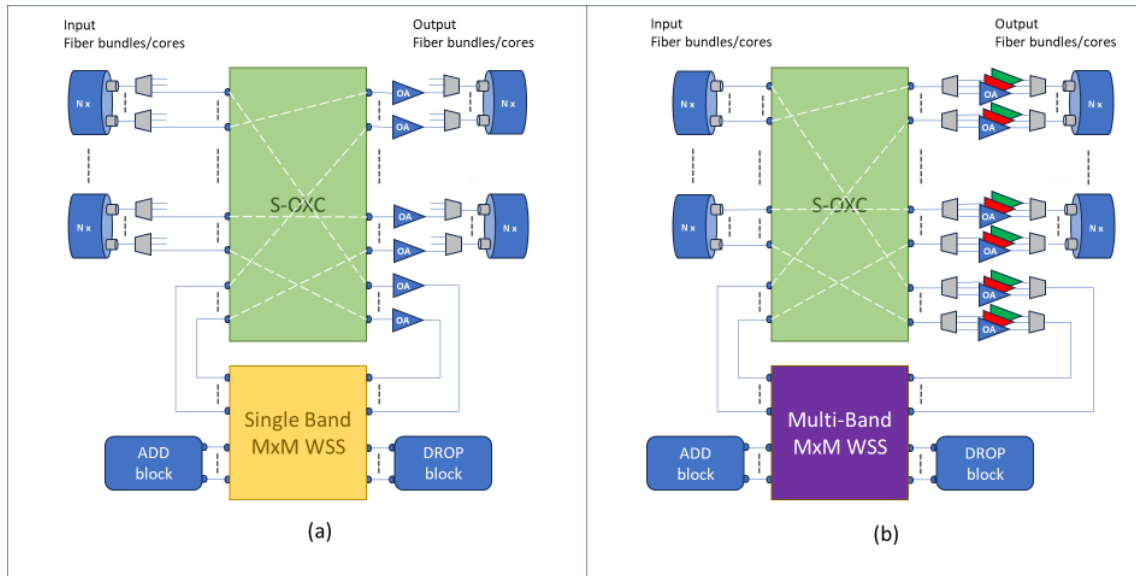 Input
Fiber bundles/cores
Output
Fiber bundles/cores
N x
N x
OA
OA
S-OXC
N x
N x
OA
OA
OA
OA
Single Band
MxM WSS
ADD
block
DROP
block
(a)
Input
Fiber bundles/cores
Output
Fiber bundles/cores
N x
N x
OA
OA
S-OXC
N x
N x
OA
OA
OA
OA
Multi-Band
MxM WSS
ADD
block
DROP
block
(b)